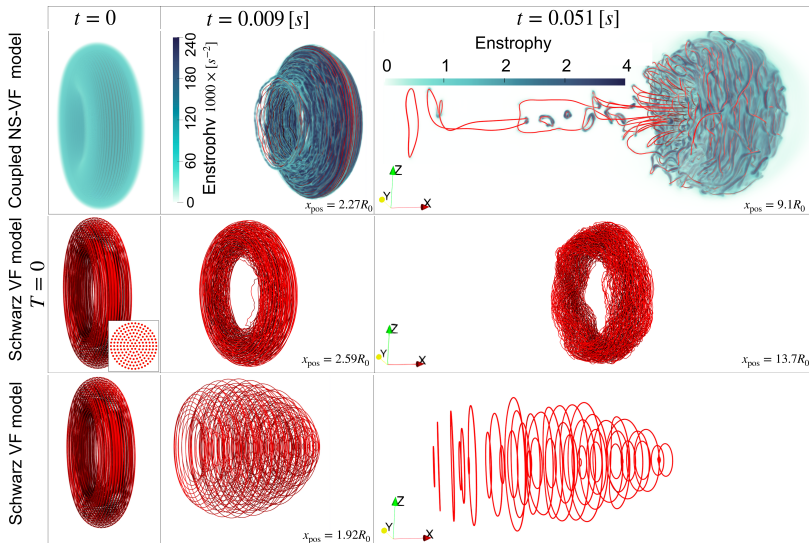 t = 0
t = 0.009 [s]
t = 0.051 [s]
Coupled NS-VF model
Enstrophy 1000 × [s⁻²]
0 60 120 180 240
x_pos = 2.27R₀
Enstrophy
0 1 2 2 4
Z
Y
X
x_pos = 9.1R₀
Schwarz VF model
T = 0
x_pos = 2.59R₀
Z
Y
X
x_pos = 13.7R₀
Schwarz VF model
x_pos = 1.92R₀
Z
Y
X